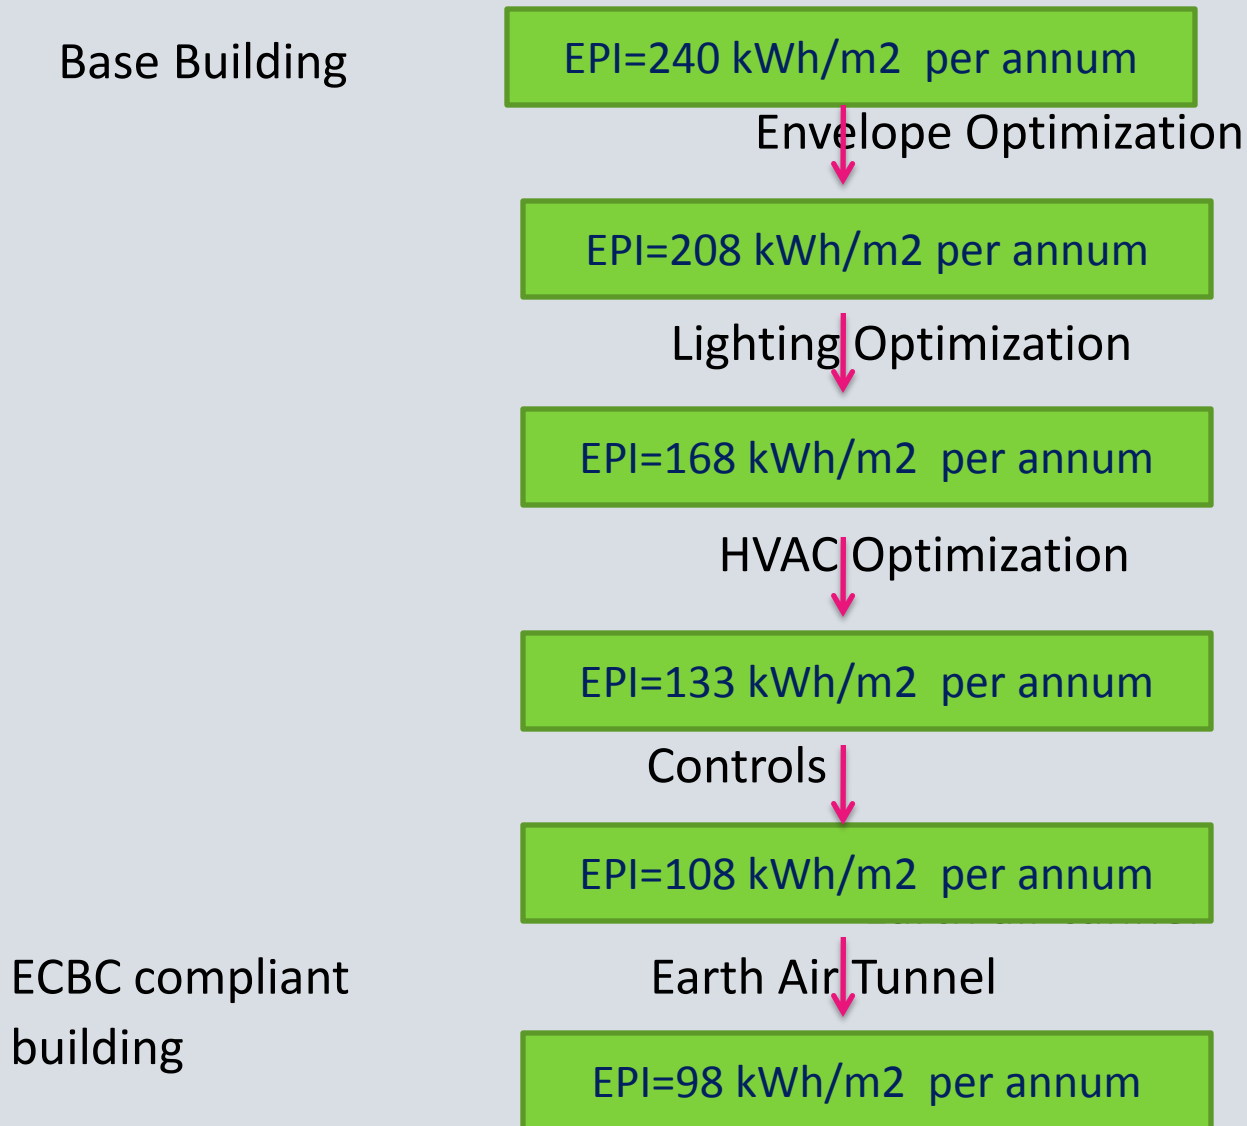 Base Building
EPI=240 kWh/m2 per annum
Envelope Optimization
EPI=208 kWh/m2 per annum
Lighting Optimization
EPI=168 kWh/m2 per annum
HVAC Optimization
EPI=133 kWh/m2 per annum
Controls
EPI=108 kWh/m2 per annum
ECBC compliant
building
Earth Air Tunnel
EPI=98 kWh/m2 per annum